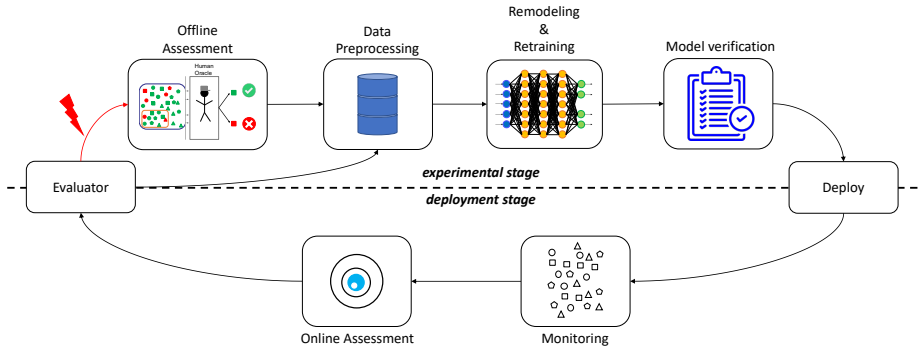 Offline
Assessment
Human
Oracle
Data
Preprocessing
Remodeling
&
Retraining
Model verification
Evaluator
experimental stage
deployment stage
Deploy
Online Assessment
Monitoring